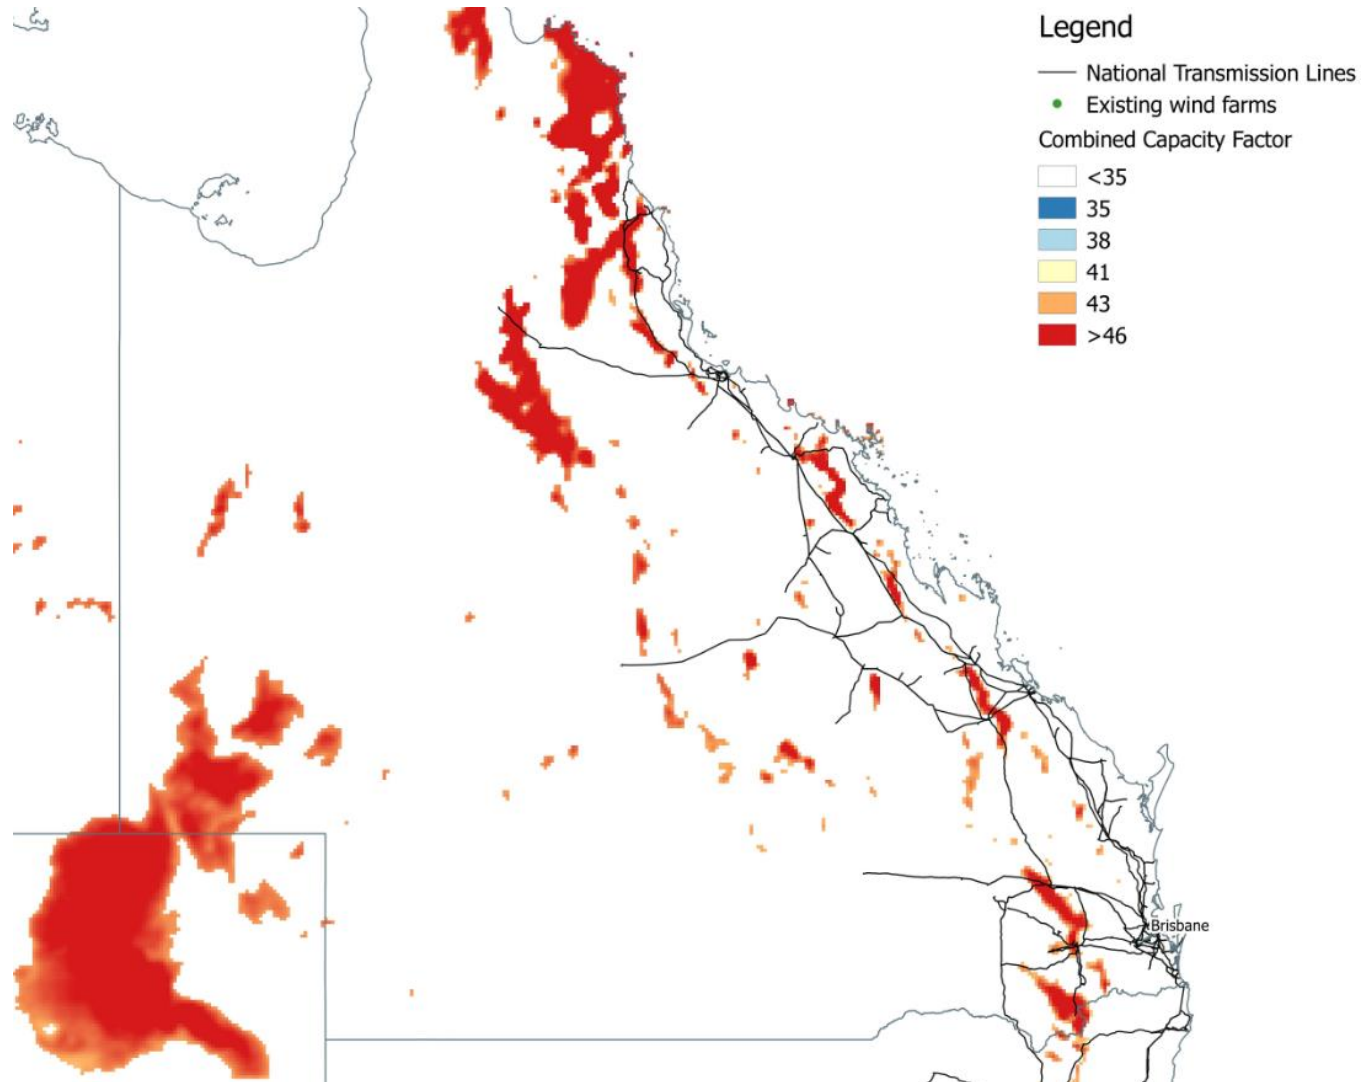 Legend
National Transmission Lines
Existing wind farms
Combined Capacity Factor
<35
35
38
41
43
>46
Brisbane